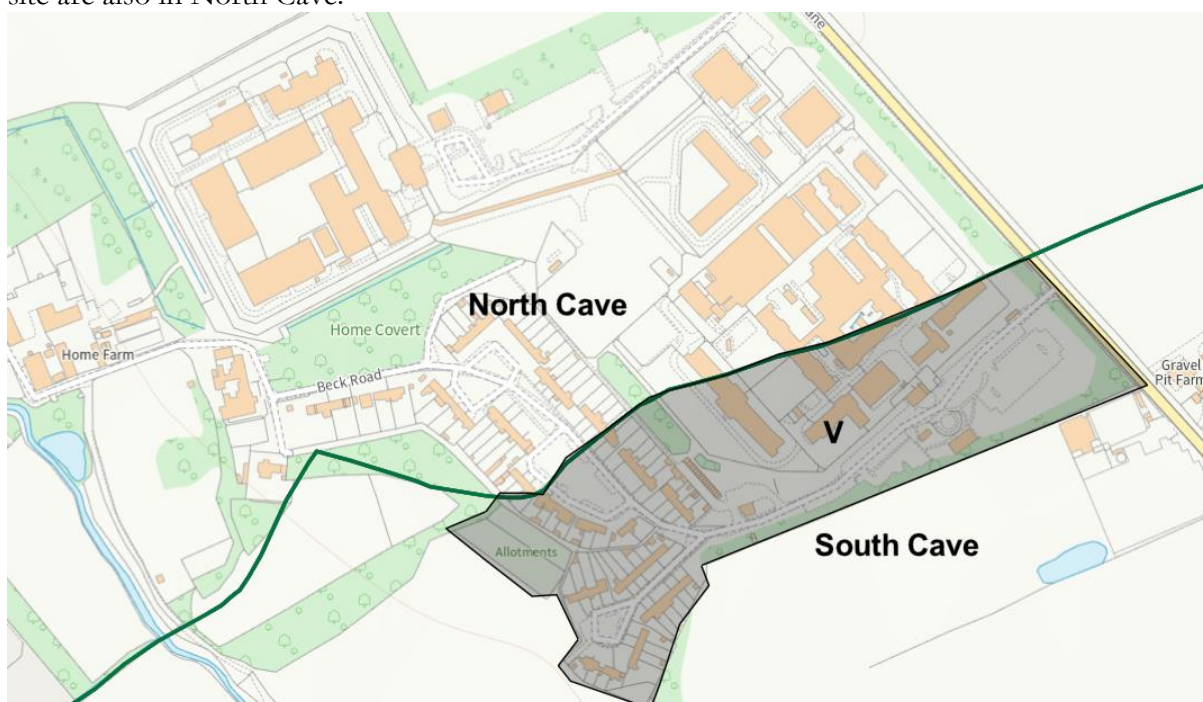 site are also in North Cave.
ane
North Cave
Home Covert
Home Farm
Beck Road
Gravel
Pit Farm
V
South Cave
Allotments